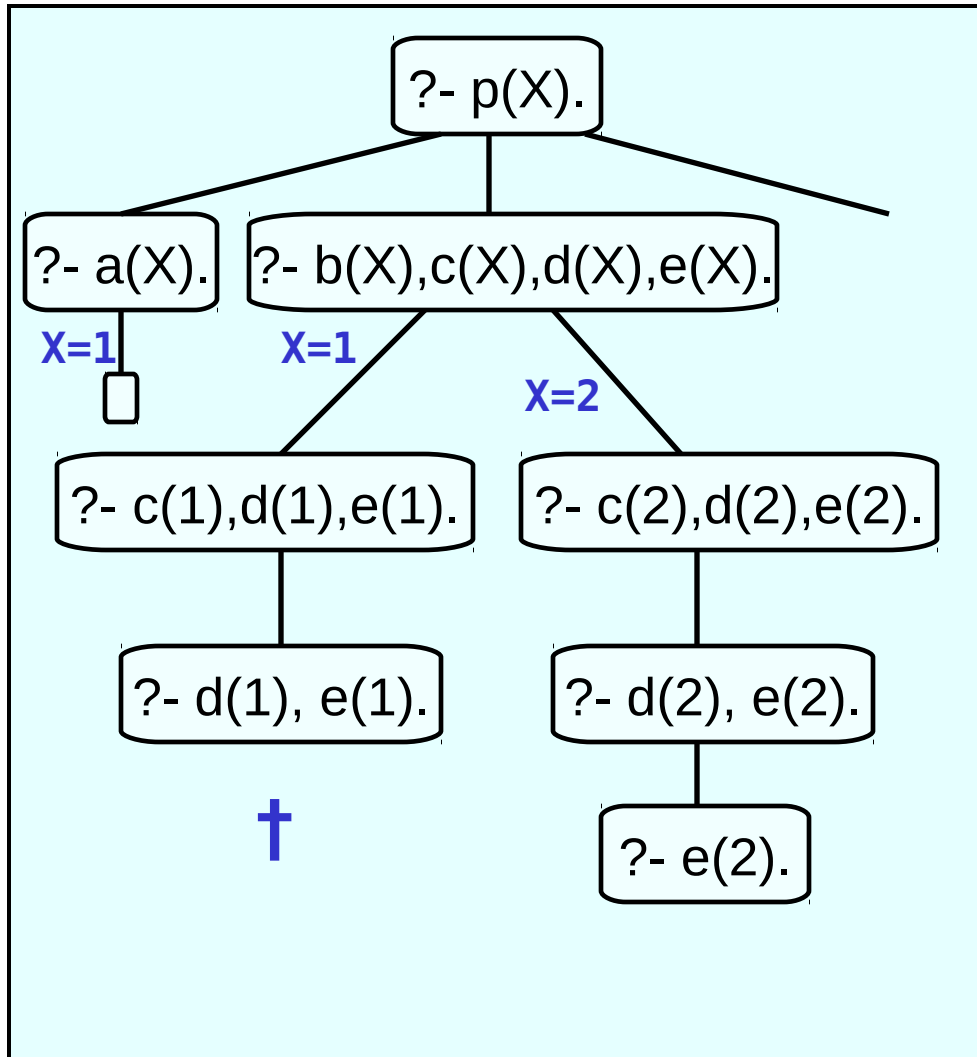 ?- p(X).
?- a(X).
?- b(X),c(X),d(X),e(X).
X=1
X=1
X=2
?- c(1),d(1),e(1).
?- c(2),d(2),e(2).
?- d(1), e(1).
?- d(2), e(2).
†
?- e(2).